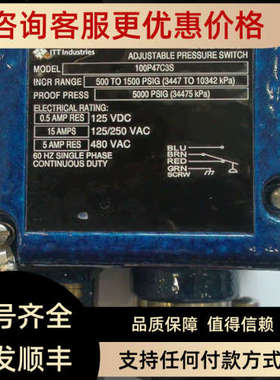 咨询客服更优惠价格
ITT Industries
ADJUSTABLE PRESSURE SWITCH
MODEL 100P47C3S
INCR RANGE 500 TO 1500 PSIG (3447 TO 10342 kPa)
PROOF PRESS 5000 PSIG (34475 kPa)
ELECTRICAL RATING:
0.5 AMP RES 125 VDC
15 AMPS 125/250 VAC
5 AMP RES 480 VAC
60 HZ SINGLE PHASE
CONTINUOUS DUTY
BLU
BRN
RED
GRN
SCRW
号齐全
品质保障 值得信赖
发顺丰
支持任何付款方式